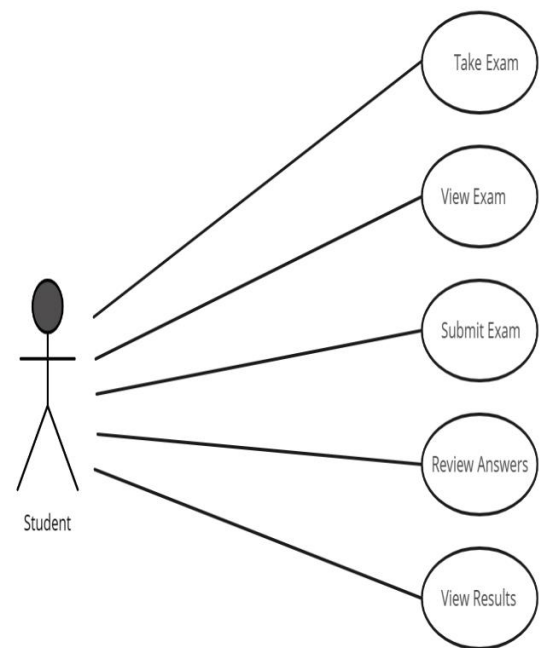 Take Exam
View Exam
Submit Exam
Review Answers
Student
View Results